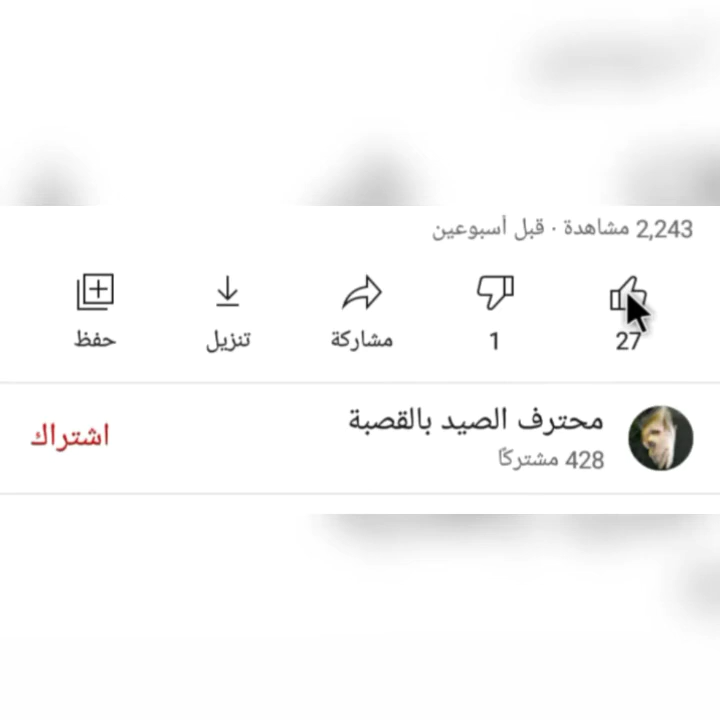 2,243 مشاهدة · قبل أسبوعين
27 1 مشاركة تنزيل حفظ
محترف الصيد بالقصبة
428 مشتركًا
اشتراك